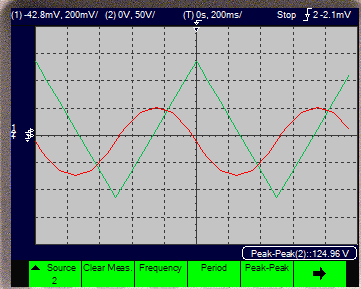 (1) -42.8mV, 200mV/ (2) 0V, 50V/ (T) 0s, 200ms/ Stop 2 -2.1mV
Peak-Peak(2)::124.96 V
Source Clear Meas. Frequency Period Peak-Peak
2